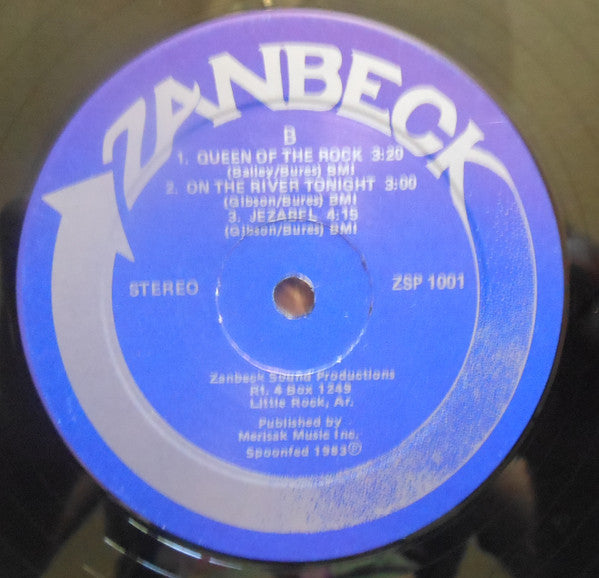 ZANBECK
B
1. QUEEN OF THE ROCK 3:20
(Bailey/Bures) BMI
2. ON THE RIVER TONIGHT 3:00
(Gibson/Bures) BMI
3. JEZABEL 4:15
(Gibson/Bures) BMI
STEREO
ZSP 1001
Zanbeck Sound Productions
Rt. 4 Box 1249
Little Rock, Ar.
Published by
Merisak Music Inc.
Spoonfed 1983 ℗